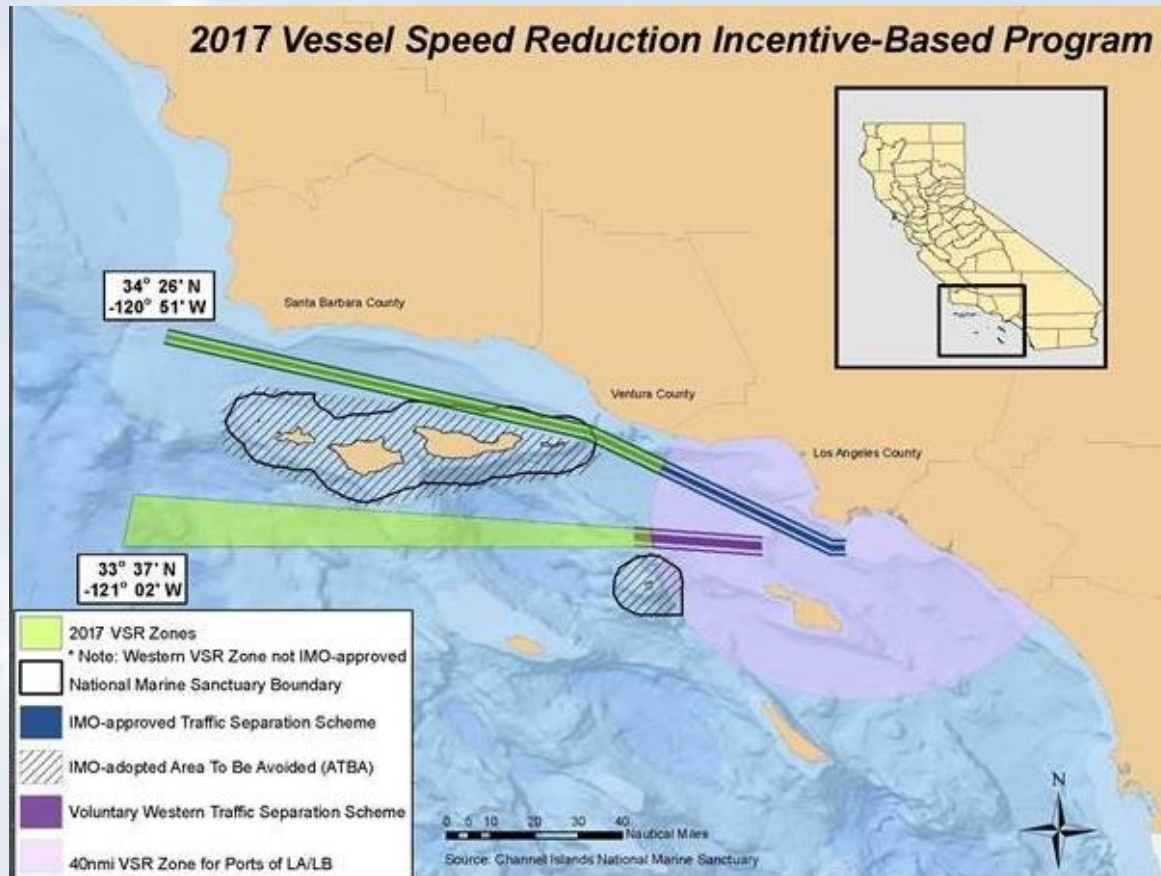 2017 Vessel Speed Reduction Incentive-Based Program
34° 26' N
-120° 51' W
Santa Barbara County
Ventura County
Los Angeles County
33° 37' N
-121° 02' W
2017 VSR Zones
* Note: Western VSR Zone not IMO-approved
National Marine Sanctuary Boundary
IMO-approved Traffic Separation Scheme
IMO-adopted Area To Be Avoided (ATBA)
Voluntary Western Traffic Separation Scheme
40nmi VSR Zone for Ports of LA/LB
0 5 10 20 30 40
Nautical Miles
Source: Channel Islands National Marine Sanctuary
N